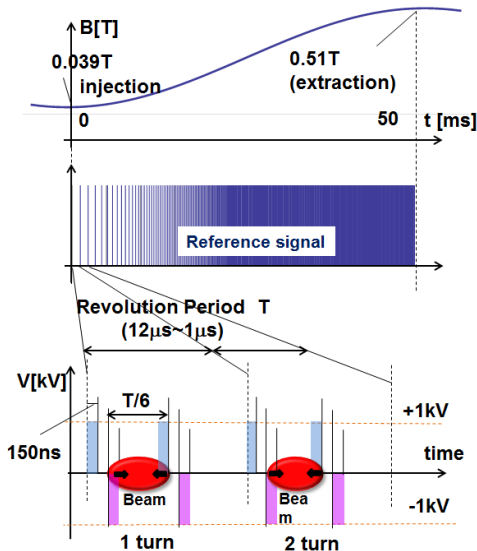 B[T]
0.039T
injection
0.51T
(extraction)
0
50
t [ms]
Reference signal
Revolution Period T
(12μs~1μs)
V[kV]
T/6
+1kV
150ns
time
Beam
Bea
m
-1kV
1 turn
2 turn